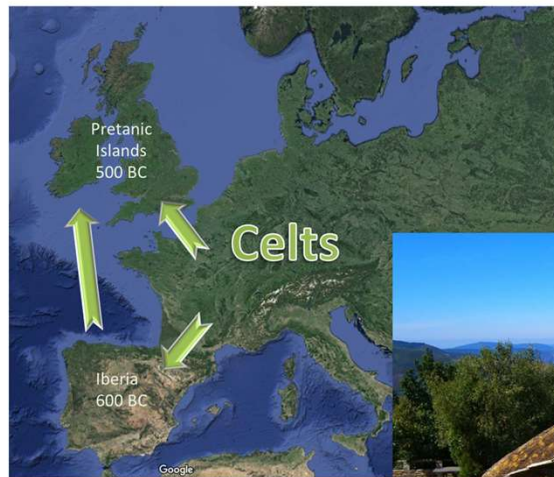 Pretanic
Islands
500 BC
Celts
Iberia
600 BC
Google